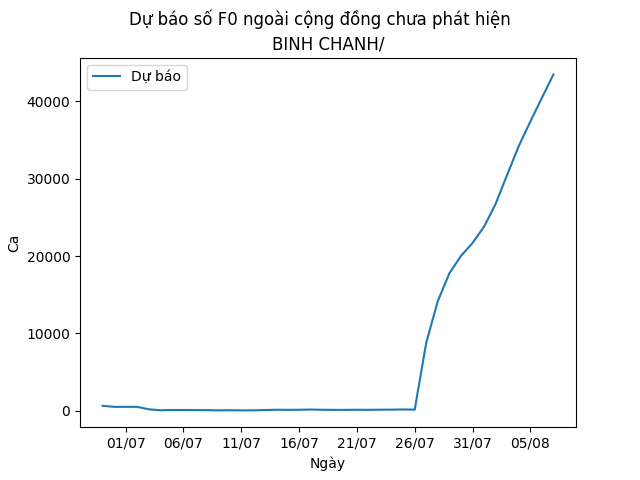 Dự báo số F0 ngoài cộng đồng chưa phát hiện
BINH CHANH/
Dự báo
40000
30000
20000
10000
0
Ca
01/07 06/07 11/07 16/07 21/07 26/07 31/07 05/08
Ngày